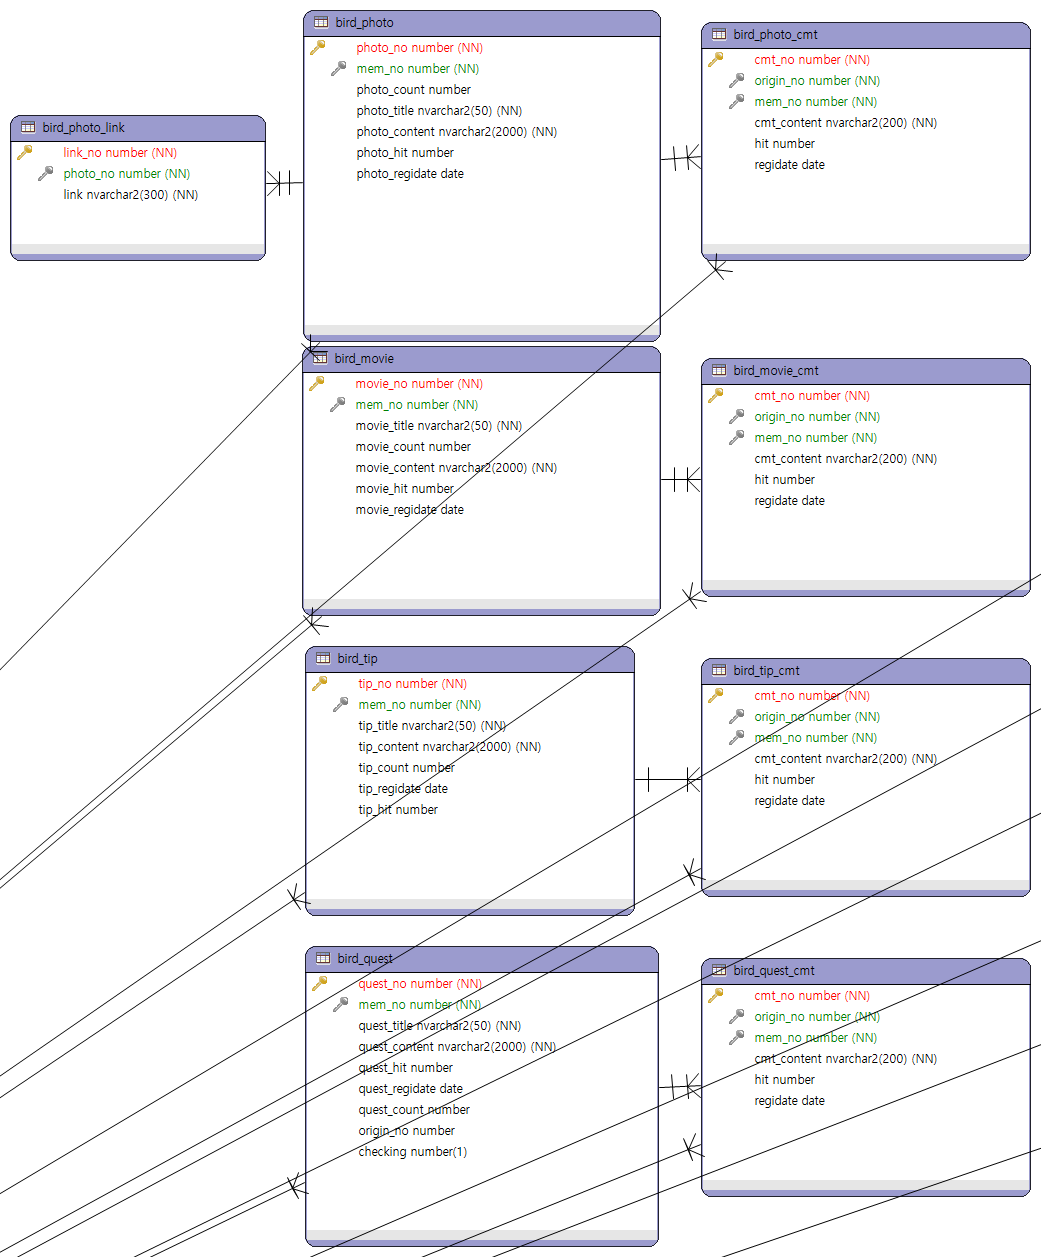 bird_photo
photo_no number (NN)
mem_no number (NN)
photo_count number
photo_title nvarchar2(50) (NN)
photo_content nvarchar2(2000) (NN)
photo_hit number
photo_regidate date
bird_photo_cmt
cmt_no number (NN)
origin_no number (NN)
mem_no number (NN)
cmt_content nvarchar2(200) (NN)
hit number
regidate date
bird_photo_link
link_no number (NN)
photo_no number (NN)
link nvarchar2(300) (NN)
bird_movie
movie_no number (NN)
mem_no number (NN)
movie_title nvarchar2(50) (NN)
movie_count number
movie_content nvarchar2(2000) (NN)
movie_hit number
movie_regidate date
bird_movie_cmt
cmt_no number (NN)
origin_no number (NN)
mem_no number (NN)
cmt_content nvarchar2(200) (NN)
hit number
regidate date
bird_tip
tip_no number (NN)
mem_no number (NN)
tip_title nvarchar2(50) (NN)
tip_content nvarchar2(2000) (NN)
tip_count number
tip_regidate date
tip_hit number
bird_tip_cmt
cmt_no number (NN)
origin_no number (NN)
mem_no number (NN)
cmt_content nvarchar2(200) (NN)
hit number
regidate date
bird_quest
quest_no number (NN)
mem_no number (NN)
quest_title nvarchar2(50) (NN)
quest_content nvarchar2(2000) (NN)
quest_hit number
quest_regidate date
quest_count number
origin_no number
checking number(1)
bird_quest_cmt
cmt_no number (NN)
origin_no number (NN)
mem_no number (NN)
cmt_content nvarchar2(200) (NN)
hit number
regidate date